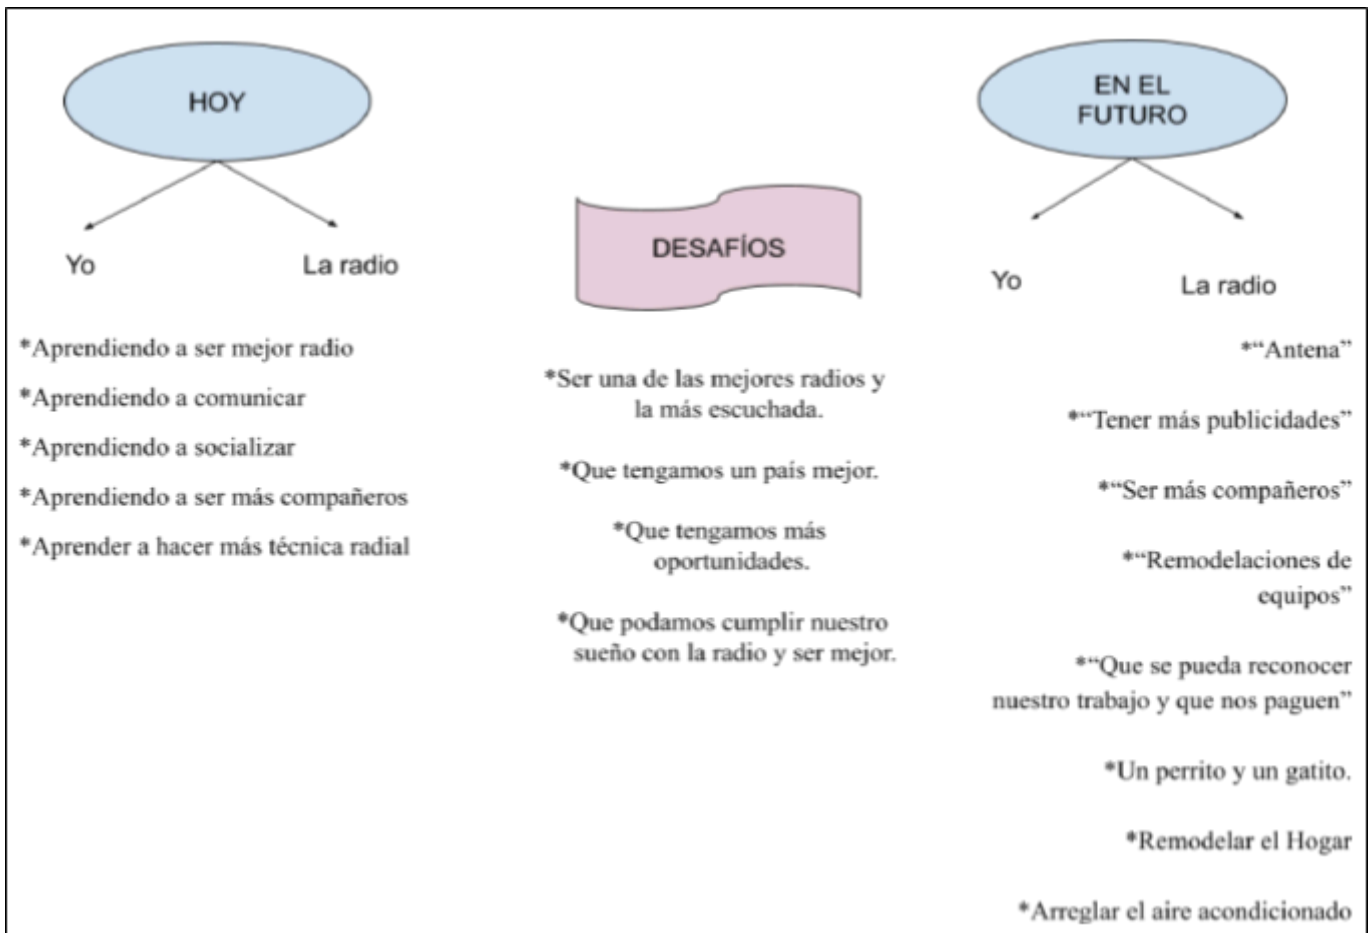 HOY
Yo
La radio
*Aprendiendo a ser mejor radio
*Aprendiendo a comunicar
*Aprendiendo a socializar
*Aprendiendo a ser más compañeros
*Aprender a hacer más técnica radial
DESAFÍOS
*Ser una de las mejores radios y
la más escuchada.
*Que tengamos un país mejor.
*Que tengamos más
oportunidades.
*Que podamos cumplir nuestro
sueño con la radio y ser mejor.
EN EL
FUTURO
Yo
La radio
*“Antena”
*“Tener más publicidades”
*“Ser más compañeros”
*“Remodelaciones de
equipos”
*“Que se pueda reconocer
nuestro trabajo y que nos paguen”
*Un perrito y un gatito.
*Remodelar el Hogar
*Arreglar el aire acondicionado